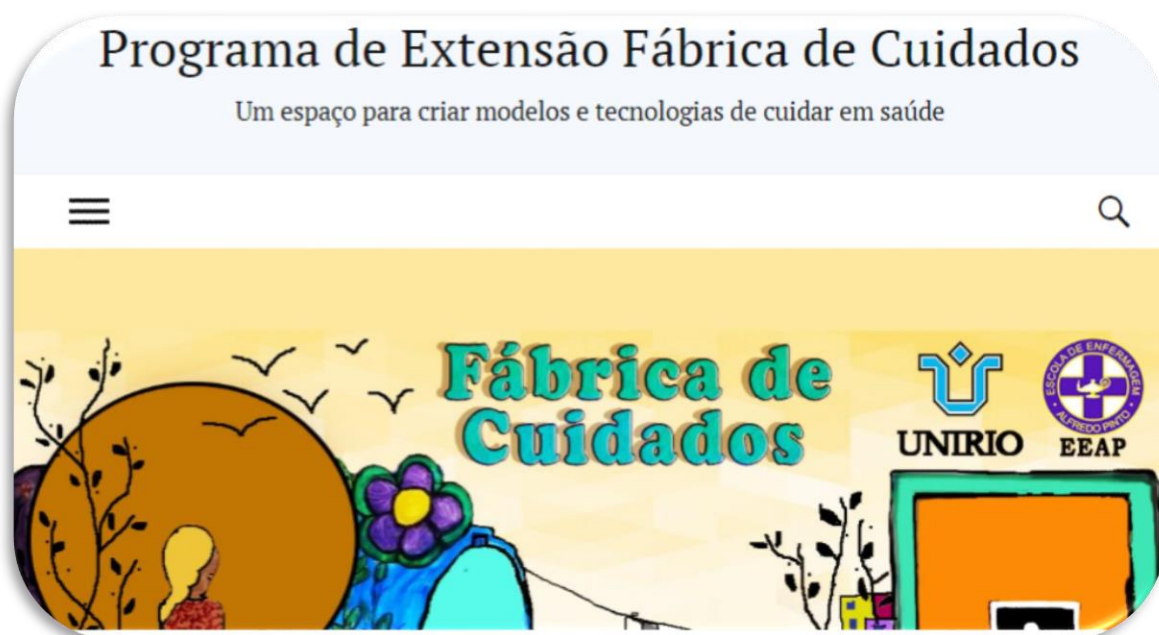 Programa de Extensão Fábrica de Cuidados
Um espaço para criar modelos e tecnologias de cuidar em saúde
Fábrica de
Cuidados
UNIRIO
ESCOLA DE ENFERMAGEM
ALFREDO PINTO
EEAP